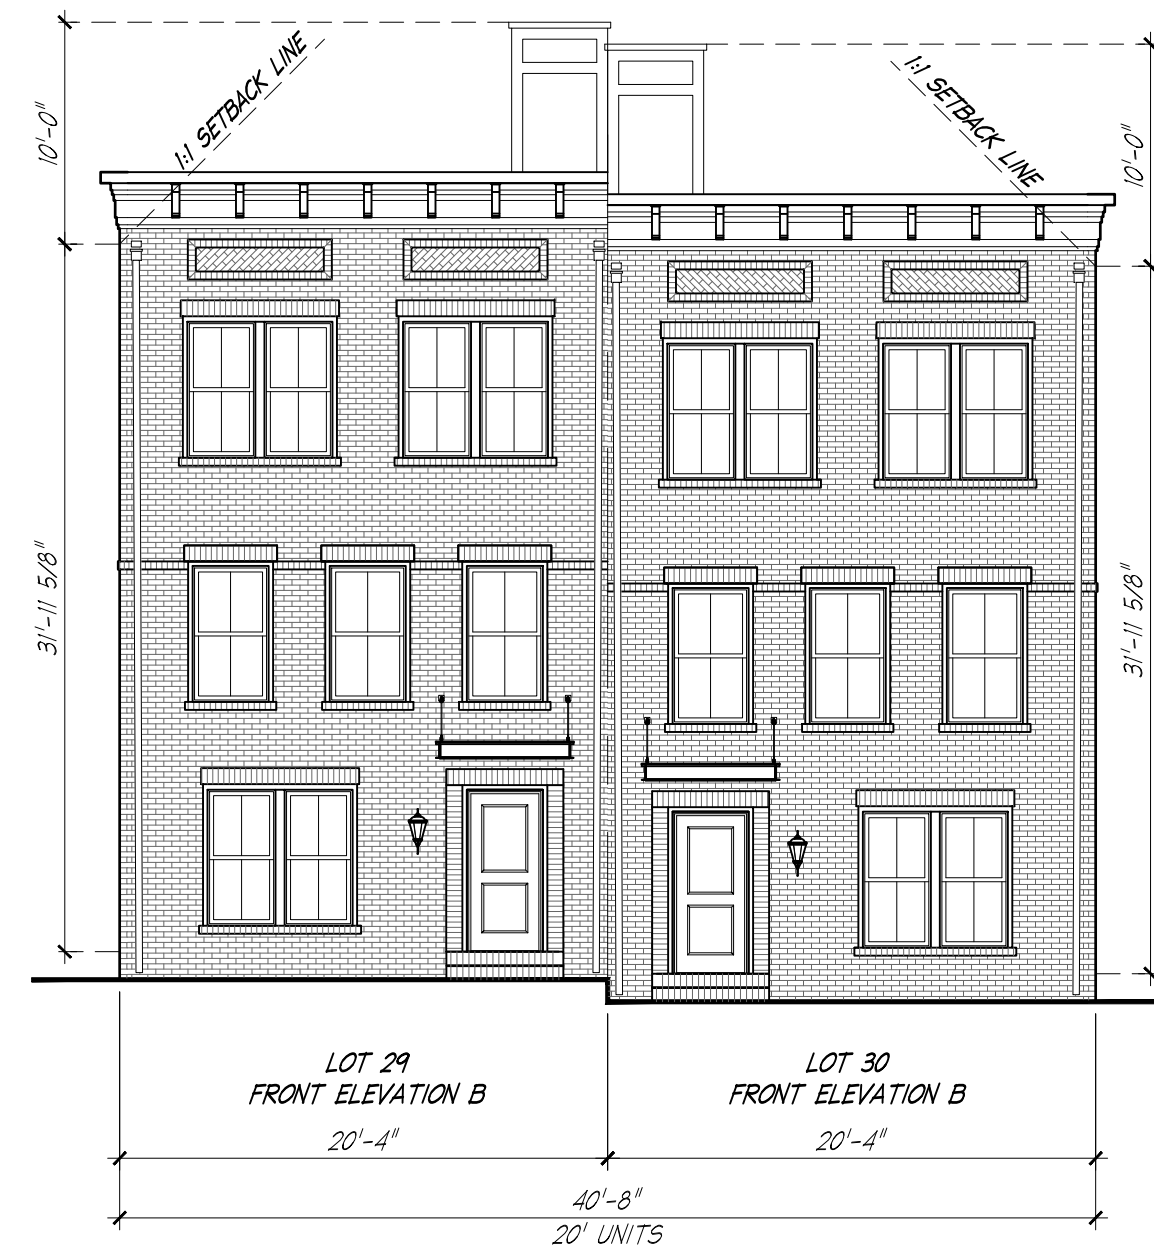 1:1 SETBACK LINE
1:1 SETBACK LINE
10'-0"
10'-0"
31'-11 5/8"
31'-11 5/8"
LOT 29
FRONT ELEVATION B
LOT 30
FRONT ELEVATION B
20'-4"
20'-4"
40'-8"
20' UNITS